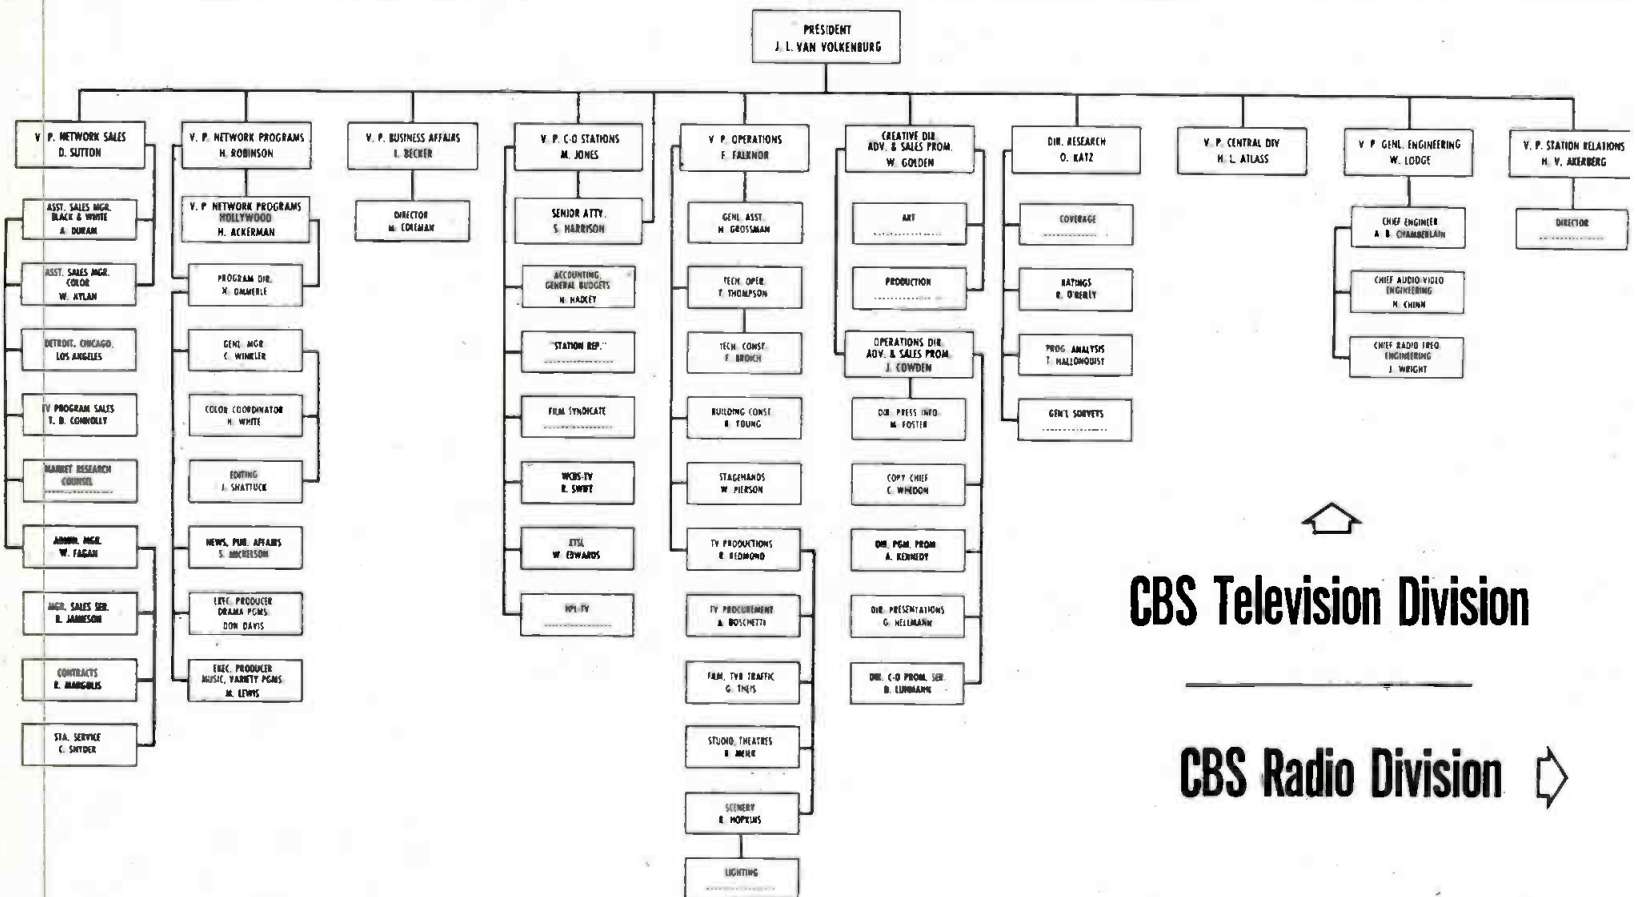 PRESIDENT
J. L. VAN VOLKENBURG
V. P. NETWORK SALES
D. SUTTON
ASST. SALES MGR.
BLACK & WHITE
A. DURAM
ASST. SALES MGR.
COLOR
W. AYLAN
DETROIT, CHICAGO,
LOS ANGELES
TV PROGRAM SALES
T. B. CONNOLLY
MARKET RESEARCH
COUNSEL
ADMIN. MGR.
W. FAGAN
MGR. SALES SER.
R. JAMIESON
CONTRACTS
R. MARGULIS
STA. SERVICE
C. SNYDER
V. P. NETWORK PROGRAMS
H. ROBINSON
V. P. NETWORK PROGRAMS
HOLLYWOOD
H. ACKERMAN
PROGRAM DIR.
H. OMMERLE
GENL. MGR.
C. WINKLER
COLOR COORDINATOR
H. WHITE
EDITING
J. SHATTUCK
NEWS, PUB. AFFAIRS
S. MICKELSON
EXEC. PRODUCER
DRAMA PGMS.
DON DAVIS
EXEC. PRODUCER
MUSIC, VARIETY PGMS.
M. LEWIS
V. P. BUSINESS AFFAIRS
I. BECKER
DIRECTOR
M. COLEMAN
V. P. C-O STATIONS
M. JONES
SENIOR ATTY.
S. HARRISON
ACCOUNTING,
GENERAL BUDGETS
H. HACKET
"STATION REP."
FILM SYNDICATE
WCBS-TV
R. SWIFT
KTSL
W. EDWARDS
KPL-TV
V. P. OPERATIONS
F. FALKNOR
GENL. ASST.
H. GROSSMAN
TECH. OPER.
T. THOMPSON
TECH. CONST.
F. BROICH
BUILDING CONST.
R. YOUNG
STAGEHANDS
W. PIERSON
TV PRODUCTIONS
R. REDMOND
TV PROCUREMENT
A. BOSCHETTI
FILM, TVR TRAFFIC
G. THEIS
STUDIO, THEATRES
R. MEIER
SCENERY
R. HOPKINS
LIGHTING
CREATIVE DIR.
ADV. & SALES PROM.
W. GOLDEN
ART
PRODUCTION
OPERATIONS DIR.
ADV. & SALES PROM.
J. COWDEN
DIR. PRESS INFO.
M. FOSTER
COPY CHIEF
C. WHEDON
DIR. PGM. PROM.
A. KENNEDY
DIR. PRESENTATIONS
G. HELLMANN
DIR. C-O PROM. SER.
B. LUHMANN
DIR. RESEARCH
O. KATZ
COVERAGE
RATINGS
R. O'REILLY
PROG. ANALYSIS
T. HALLONQUIST
GEN'L SURVEYS
V. P. CENTRAL DIV
H. L. ATLASS
V. P. GENL. ENGINEERING
W. LODGE
CHIEF ENGINEER
A. B. CHAMBERLAIN
CHIEF AUDIO-VIDEO
ENGINEERING
H. CHINN
CHIEF RADIO FREQ.
ENGINEERING
J. WRIGHT
V. P. STATION RELATIONS
H. V. AKERBERG
DIRECTOR
CBS Television Division
CBS Radio Division